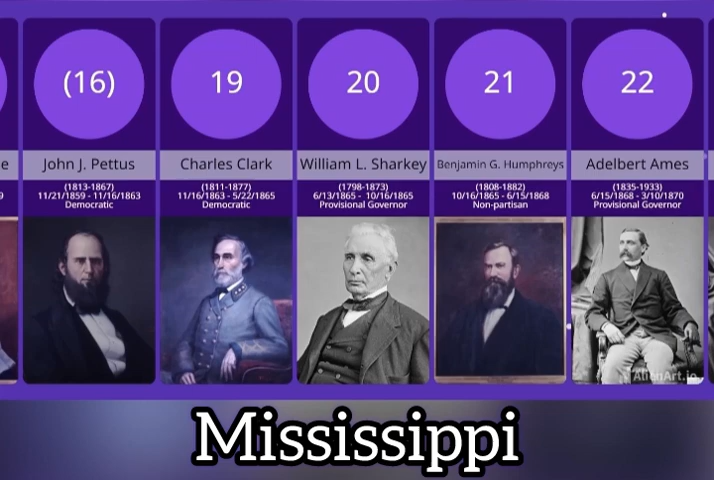 (16)
19
20
21
22
e
John J. Pettus
Charles Clark
William L. Sharkey
Benjamin G. Humphreys
Adelbert Ames
9
(1813-1867)
11/21/1859 - 11/16/1863
Democratic
(1811-1877)
11/16/1863 - 5/22/1865
Democratic
(1798-1873)
6/13/1865 - 10/16/1865
Provisional Governor
(1808-1882)
10/16/1865 - 6/15/1868
Non-partisan
(1835-1933)
6/15/1868 - 3/10/1870
Provisional Governor
AlienArt.io
Mississippi